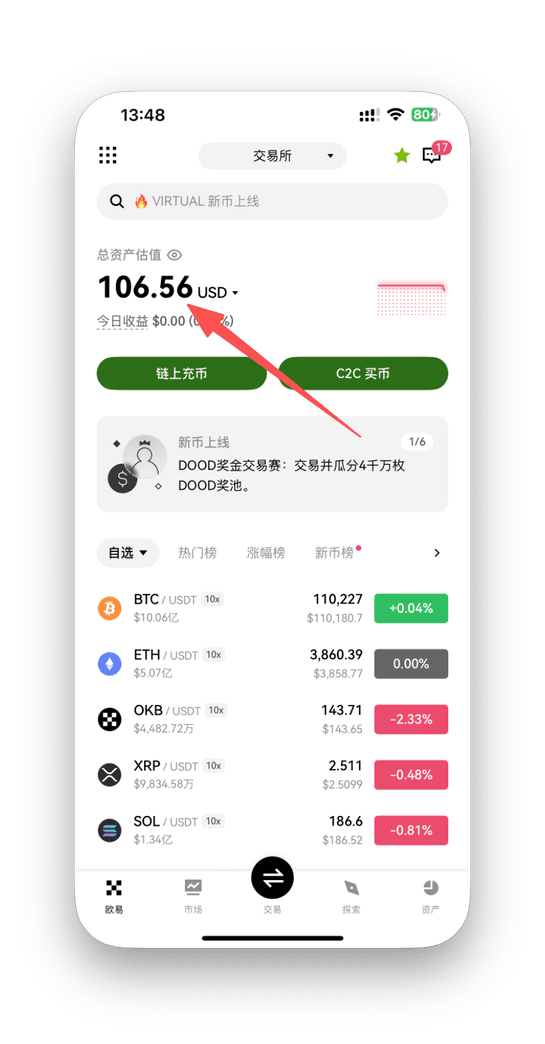 13:48
80
交易所
17
VIRTUAL 新币上线
总资产估值
106.56 USD
今日收益 $0.00 (0 %)
链上充币
C2C 买币
新币上线
1/6
DOOD奖金交易赛：交易并瓜分4千万枚
DOOD奖池。
自选 热门榜 涨幅榜 新币榜
BTC / USDT 10x 110,227 +0.04%
$10.06亿 $110,180.7
ETH / USDT 10x 3,860.39 0.00%
$5.07亿 $3,858.77
OKB / USDT 10x 143.71 -2.33%
$4,482.72万 $143.65
XRP / USDT 10x 2.511 -0.48%
$9,834.58万 $2.5099
SOL / USDT 10x 186.6 -0.81%
$1.34亿 $186.52
欧易 市场 交易 探索 资产